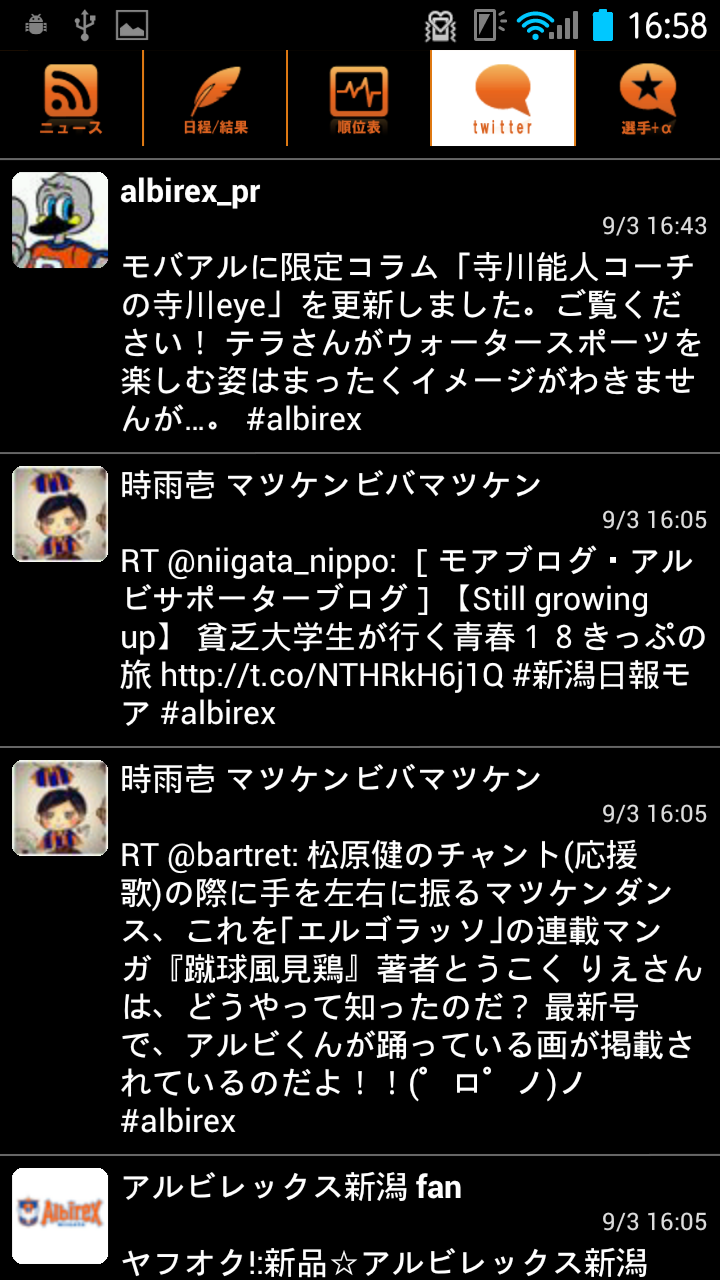 16:58
ニュース
日程/結果
順位表
twitter
選手+α
albirex_pr
9/3 16:43
モバアルに限定コラム「寺川能人コーチ
の寺川eye」を更新しました。ご覧くだ
さい！ テラさんがウォータースポーツを
楽しむ姿はまったくイメージがわきませ
んが…。 #albirex
時雨壱 マツケンビバマツケン
9/3 16:05
RT @niigata_nippo:［モアブログ・アル
ビサポーターブログ］【Still growing
up】 貧乏大学生が行く青春１８きっぷの
旅 http://t.co/NTHRkH6j1Q #新潟日報モ
ア #albirex
時雨壱 マツケンビバマツケン
9/3 16:05
RT @bartret: 松原健のチャント(応援
歌)の際に手を左右に振るマツケンダン
ス、これを｢エルゴラッソ｣の連載マン
ガ『蹴球風見鶏』著者とうこく りえさん
は、どうやって知ったのだ？ 最新号
で、アルビくんが踊っている画が掲載さ
れているのだよ！！(ﾟロﾟノ)ノ
#albirex
Albirex
アルビレックス新潟 fan
9/3 16:05
ヤフオク!:新品☆アルビレックス新潟